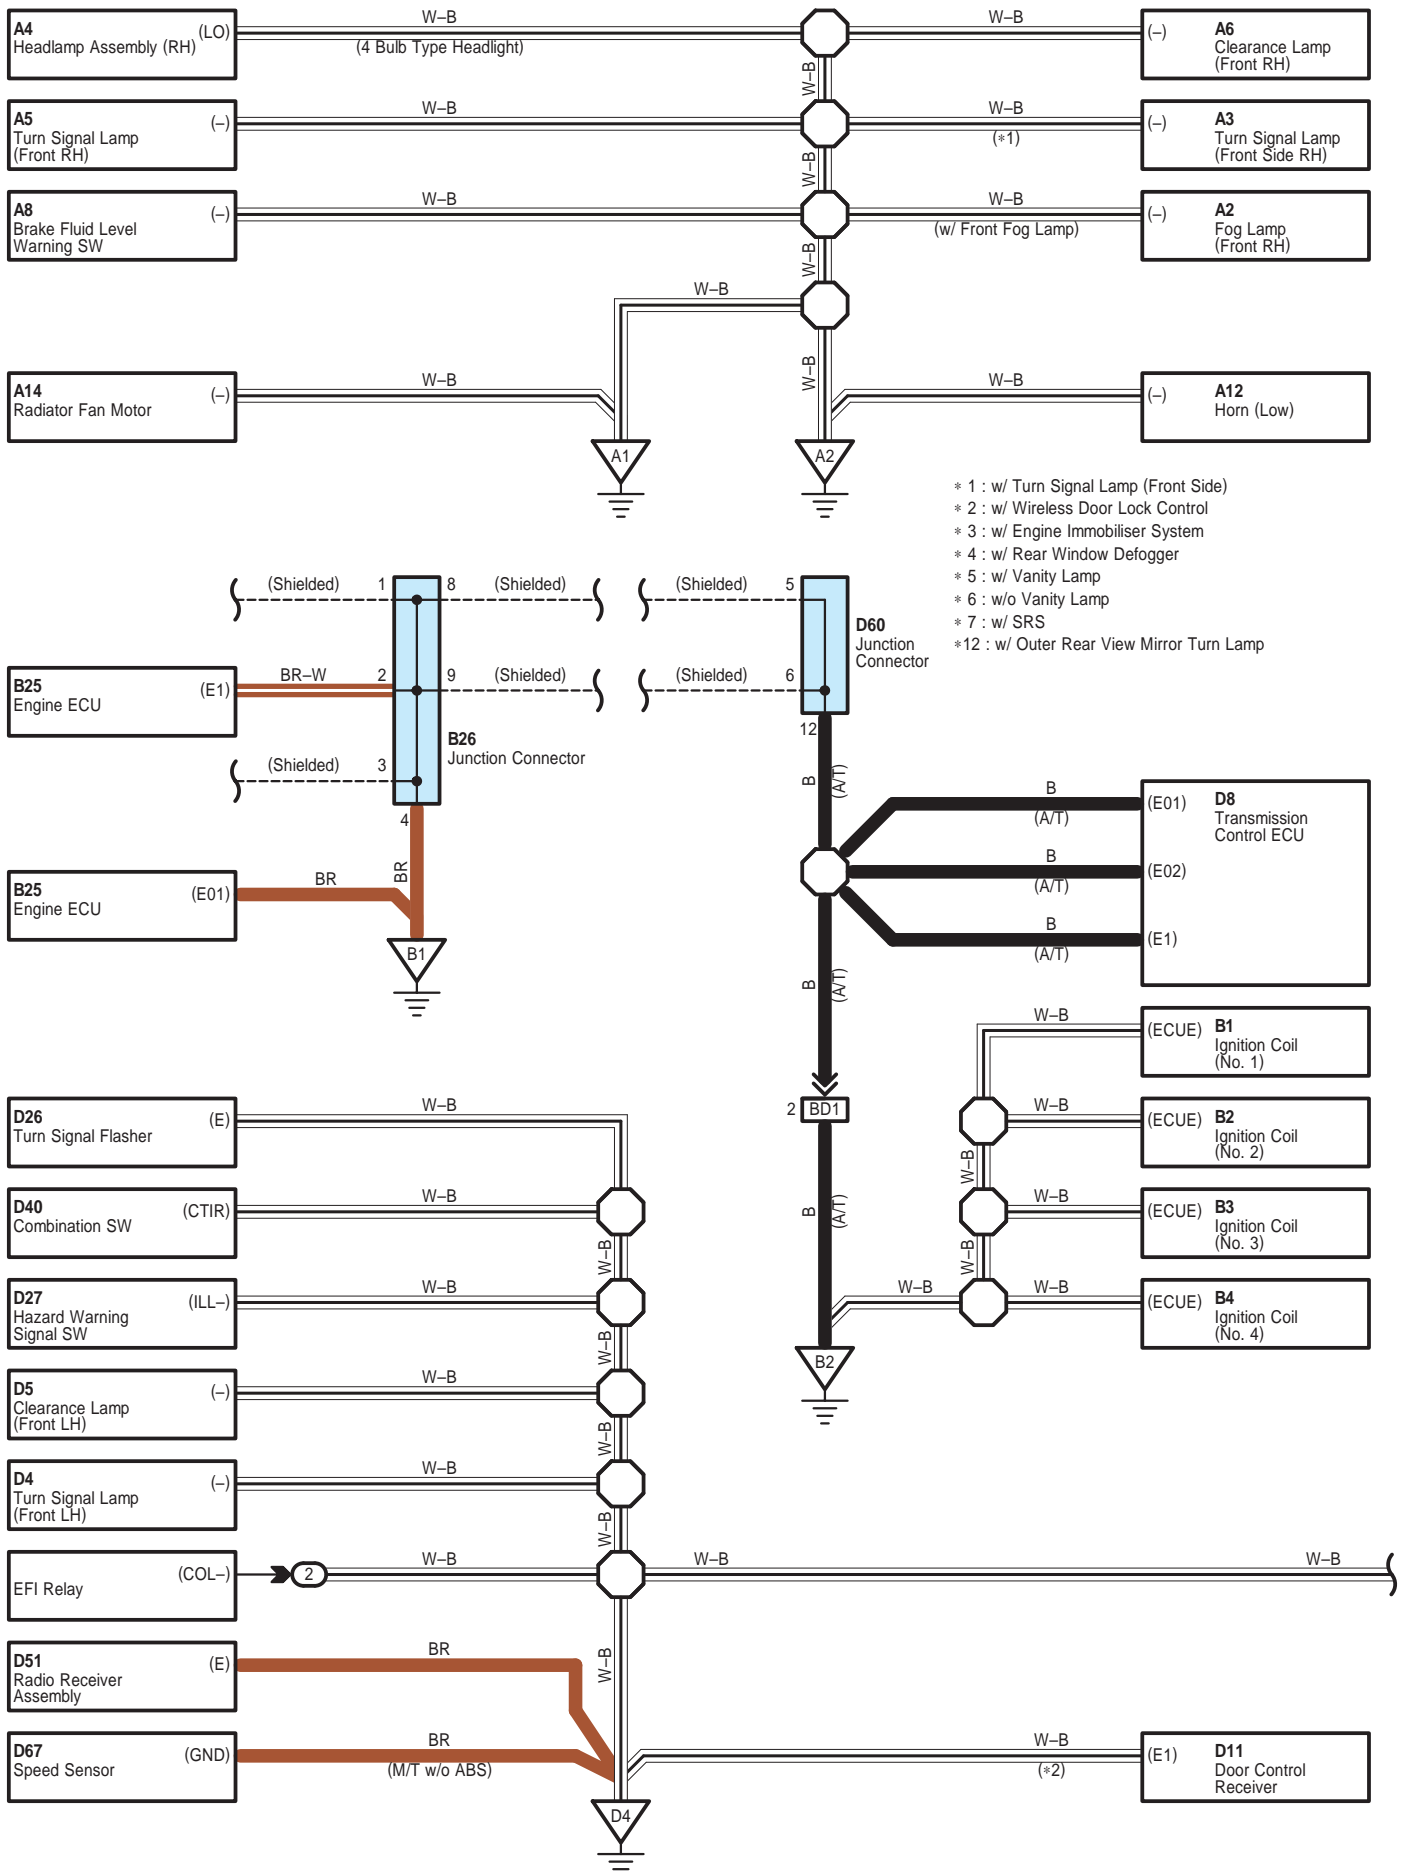 W–B
W–B
A4
(LO)
Headlamp Assembly (RH)
(4 Bulb Type Headlight)
(–)
A6
Clearance Lamp
(Front RH)
W–B
W–B
W–B
A5
(–)
Turn Signal Lamp
(Front RH)
(∗1)
(–)
A3
Turn Signal Lamp
(Front Side RH)
W–B
W–B
W–B
A8
(–)
Brake Fluid Level
Warning SW
(w/ Front Fog Lamp)
(–)
A2
Fog Lamp
(Front RH)
W–B
W–B
W–B
W–B
W–B
A14
(–)
Radiator Fan Motor
(–)
A12
Horn (Low)
A1
A2
∗ 1 : w/ Turn Signal Lamp (Front Side)
∗ 2 : w/ Wireless Door Lock Control
∗ 3 : w/ Engine Immobiliser System
∗ 4 : w/ Rear Window Defogger
∗ 5 : w/ Vanity Lamp
∗ 6 : w/o Vanity Lamp
∗ 7 : w/ SRS
∗12 : w/ Outer Rear View Mirror Turn Lamp
(Shielded)
1
8
(Shielded)
(Shielded)
5
D60
Junction
Connector
BR–W
2
9
(Shielded)
(Shielded)
6
B25
(E1)
Engine ECU
(Shielded)
3
B26
Junction Connector
12
B
(A/T)
4
BR
B
(A/T)
(E01)
D8
Transmission
Control ECU
B
(A/T)
(E02)
B
(A/T)
(E1)
BR
B25
(E01)
Engine ECU
B1
B
(A/T)
W–B
(ECUE)
B1
Ignition Coil
(No. 1)
W–B
D26
(E)
Turn Signal Flasher
2
BD1
W–B
(ECUE)
B2
Ignition Coil
(No. 2)
W–B
W–B
D40
(CTIR)
Combination SW
B
(A/T)
W–B
(ECUE)
B3
Ignition Coil
(No. 3)
W–B
W–B
W–B
D27
(ILL–)
Hazard Warning
Signal SW
W–B
W–B
(ECUE)
B4
Ignition Coil
(No. 4)
B2
W–B
W–B
D5
(–)
Clearance Lamp
(Front LH)
W–B
W–B
D4
(–)
Turn Signal Lamp
(Front LH)
W–B
EFI Relay
(COL–)
2
W–B
W–B
W–B
BR
W–B
D51
(E)
Radio Receiver
Assembly
BR
(M/T w/o ABS)
D67
(GND)
Speed Sensor
W–B
(∗2)
(E1)
D11
Door Control
Receiver
D4